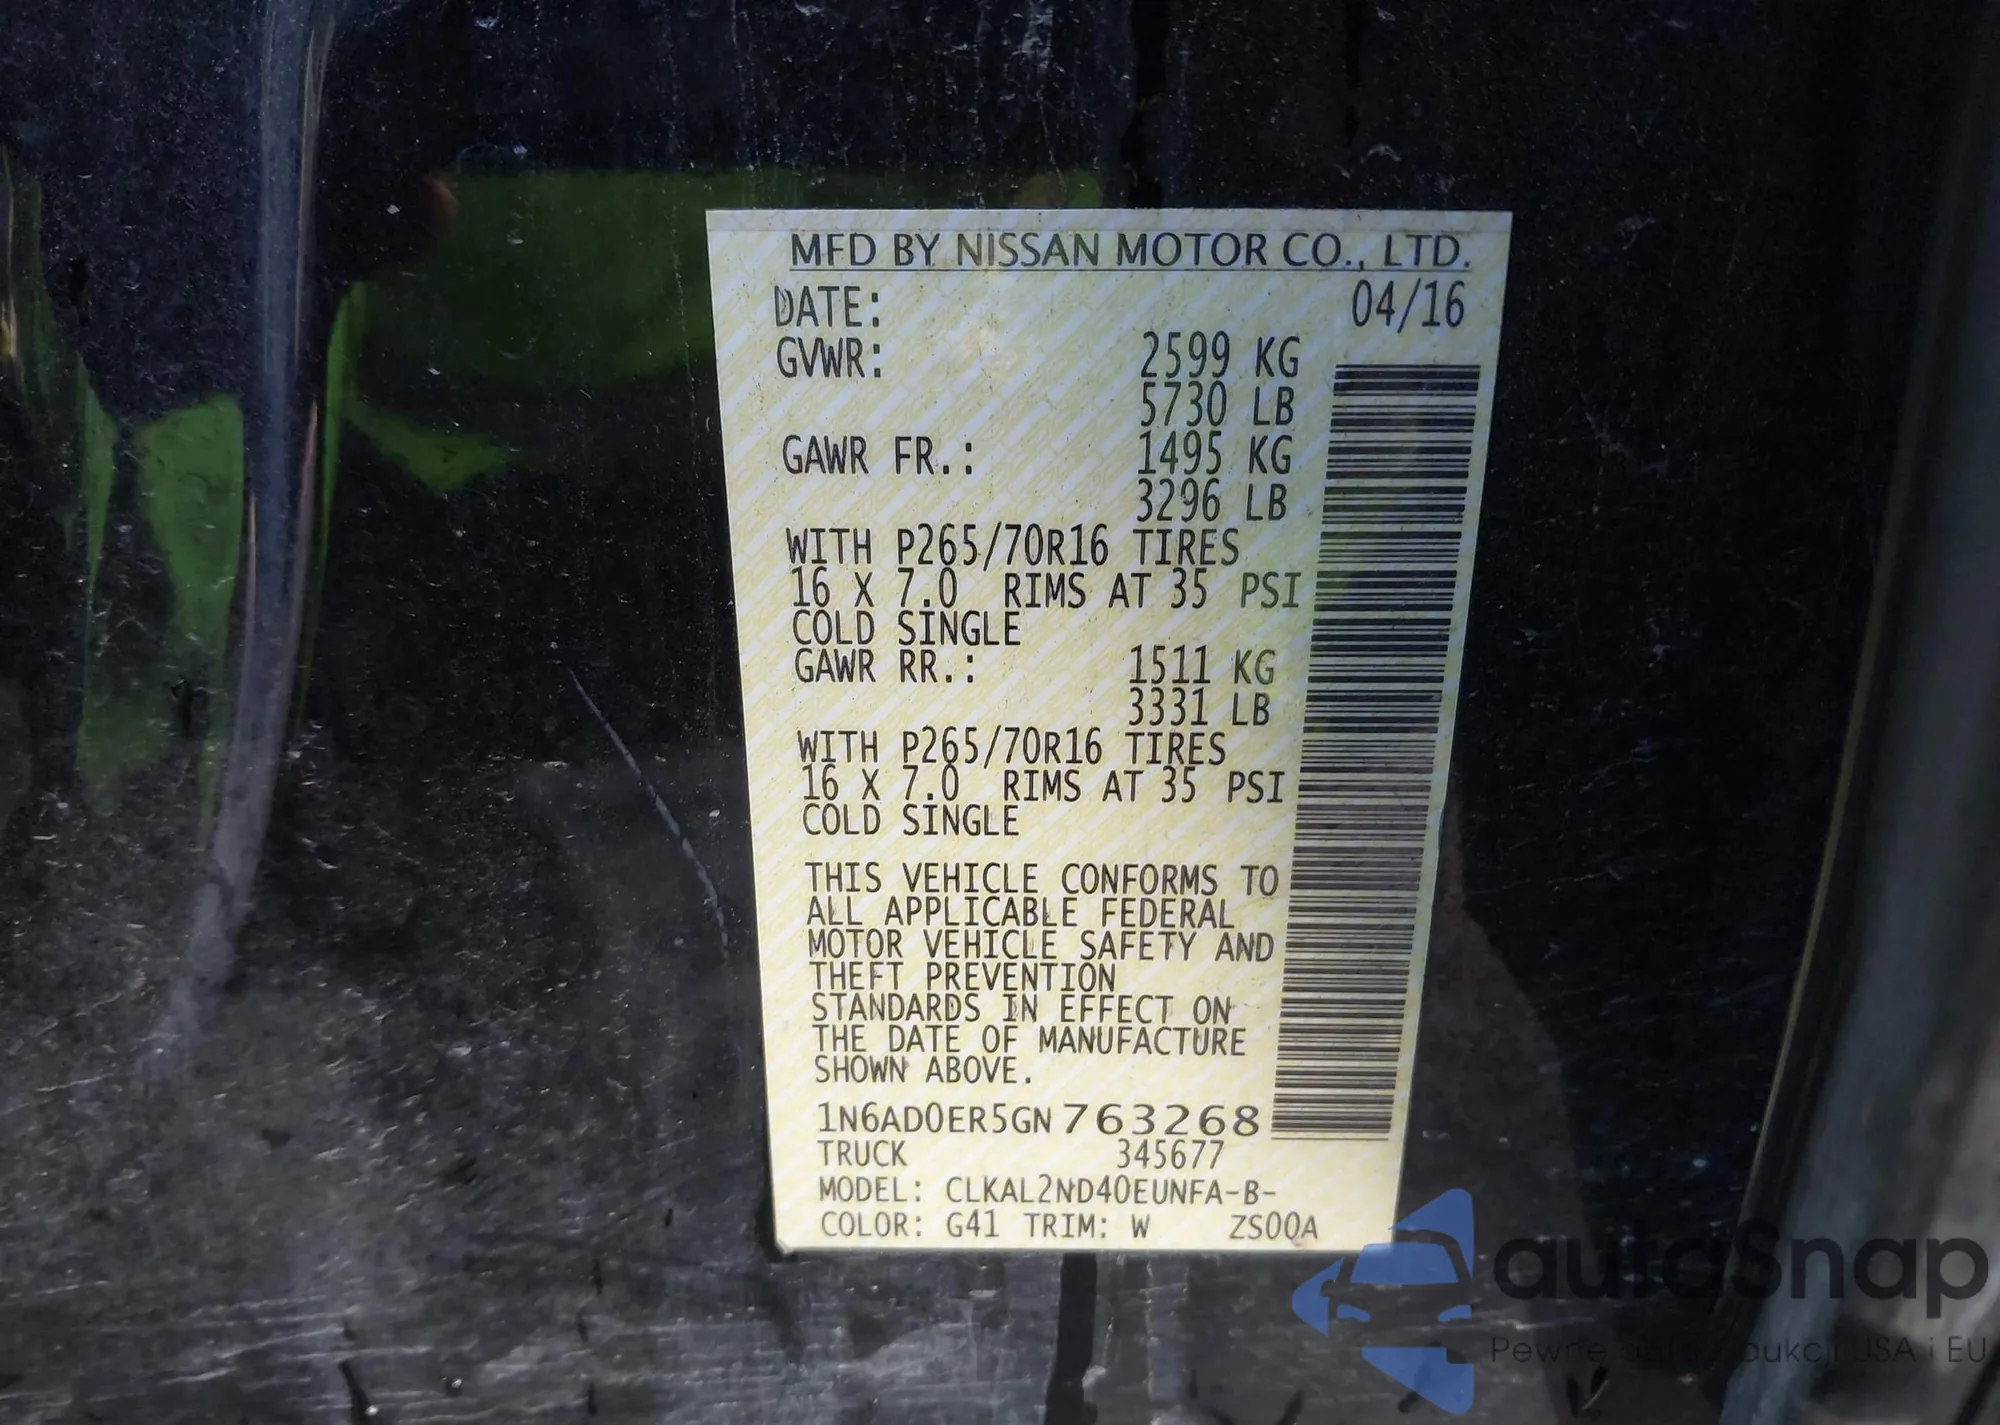 MFD BY NISSAN MOTOR CO., LTD.
DATE: 04/16
GVWR: 2599 KG
5730 LB
GAWR FR.: 1495 KG
3296 LB
WITH P265/70R16 TIRES
16 X 7.0 RIMS AT 35 PSI
COLD SINGLE
GAWR RR.: 1511 KG
3331 LB
WITH P265/70R16 TIRES
16 X 7.0 RIMS AT 35 PSI
COLD SINGLE
THIS VEHICLE CONFORMS TO
ALL APPLICABLE FEDERAL
MOTOR VEHICLE SAFETY AND
THEFT PREVENTION
STANDARDS IN EFFECT ON
THE DATE OF MANUFACTURE
SHOWN ABOVE.
1N6AD0ER5GN763268
TRUCK 345677
MODEL: CLKAL2ND40EUNFA-B-
COLOR: G41 TRIM: W ZS00A
autoSnap
Pewne USA i EU